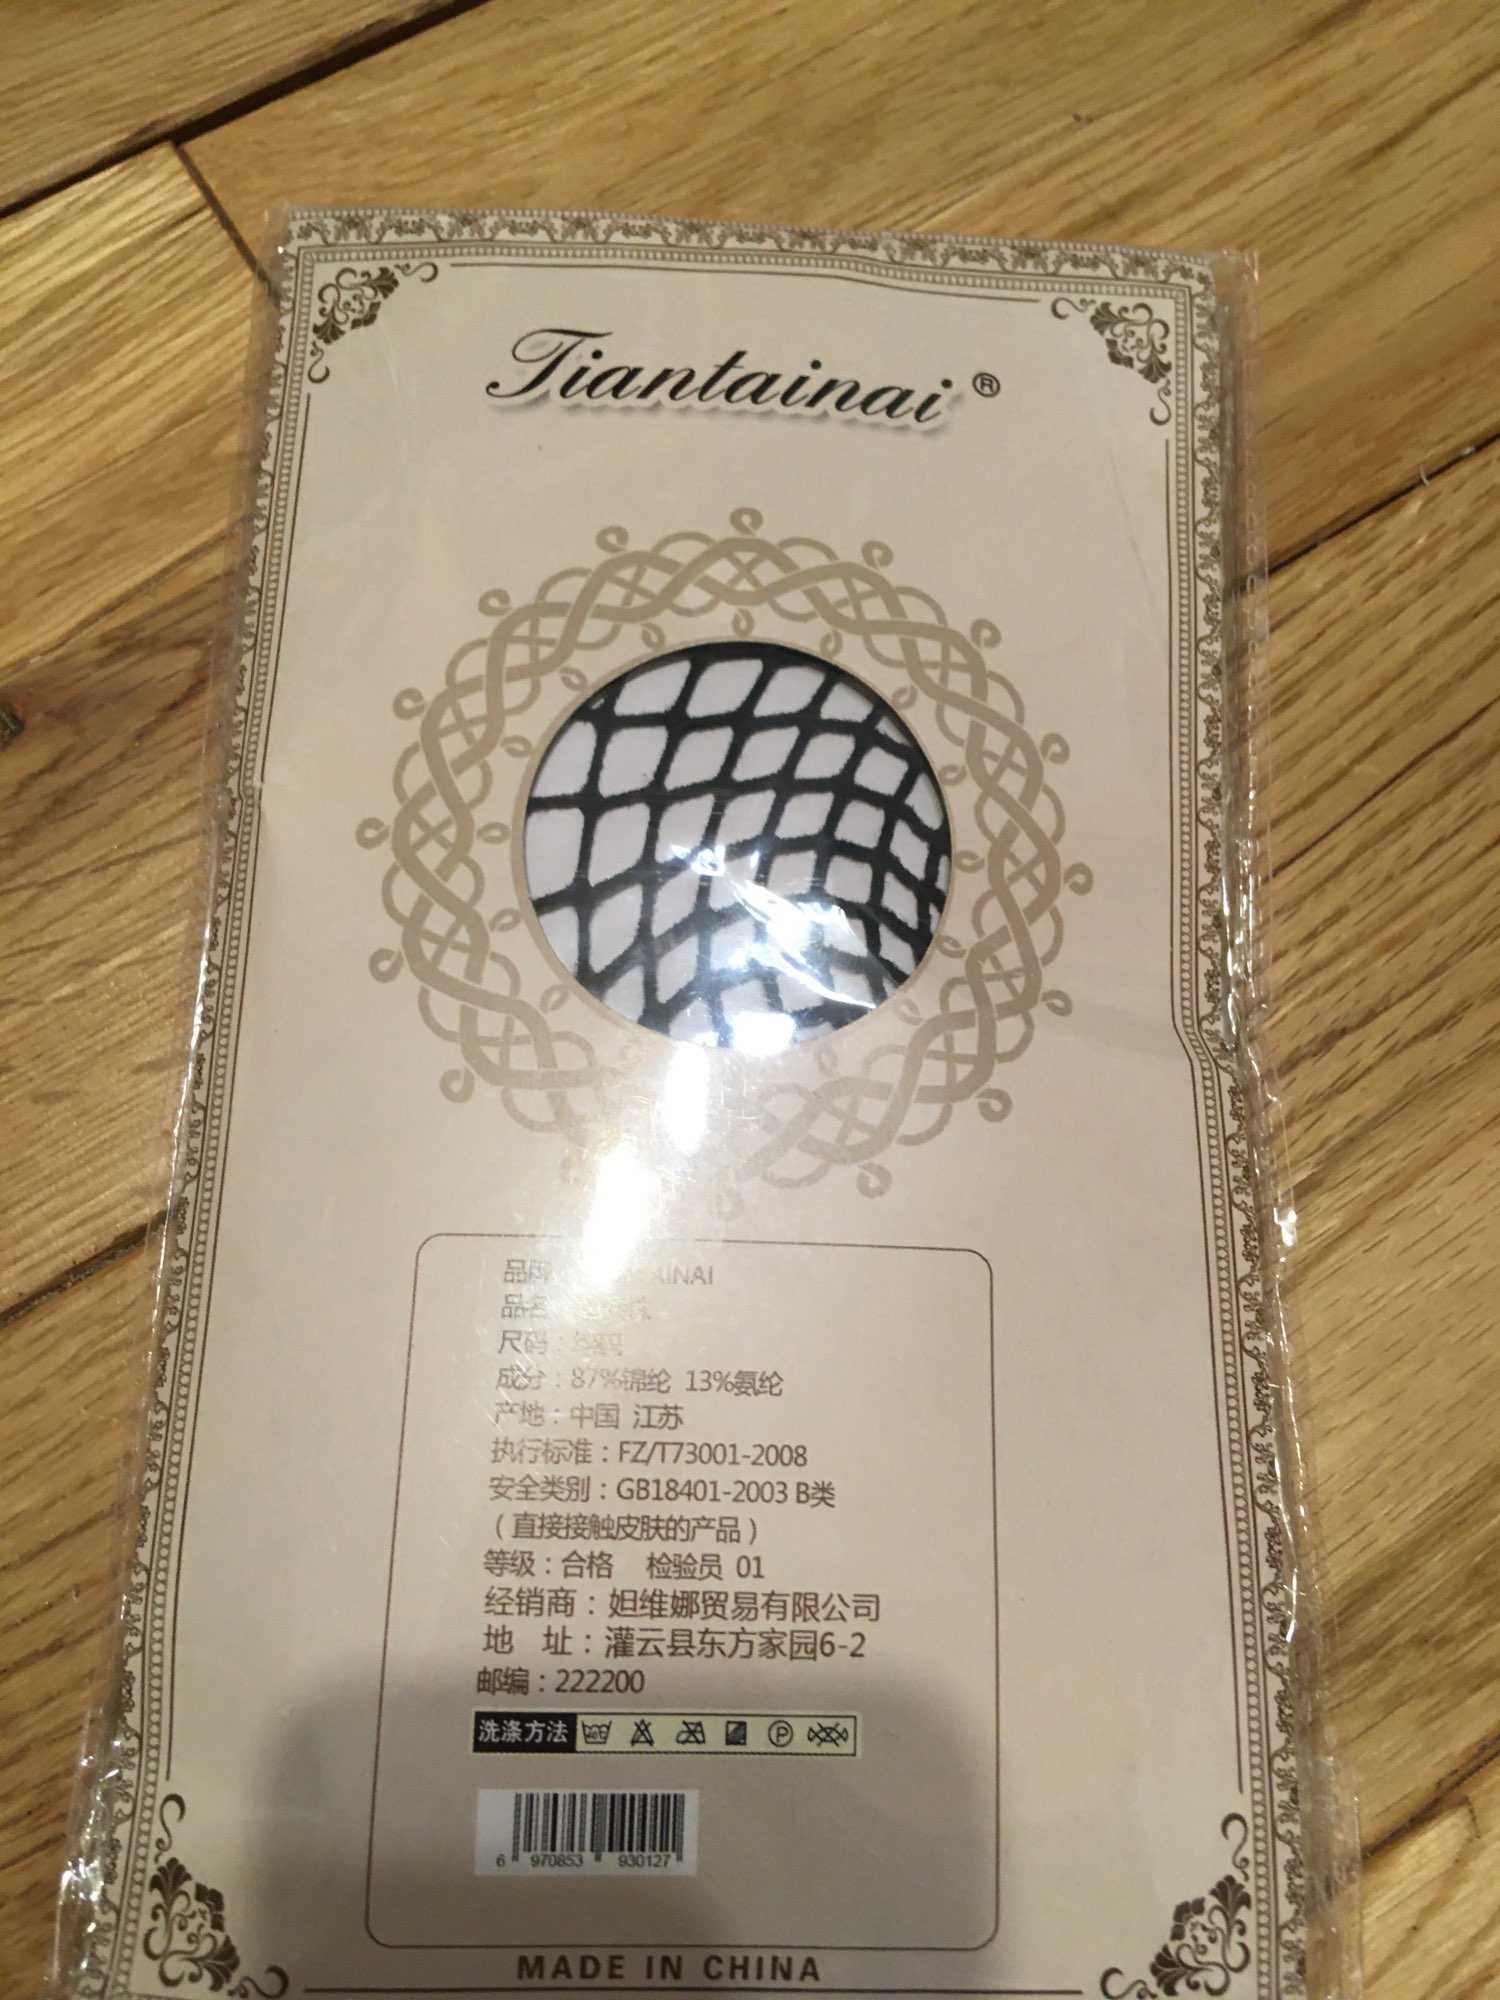 Tiantainai®
品牌 AINAI
品名
尺码：均码
成分：87%锦纶 13%氨纶
产地：中国 江苏
执行标准：FZ/T73001-2008
安全类别：GB18401-2003 B类
（直接接触皮肤的产品）
等级：合格 检验员 01
经销商：妲维娜贸易有限公司
地 址：灌云县东方家园6-2
邮编：222200
洗涤方法
6 970853 930127
MADE IN CHINA